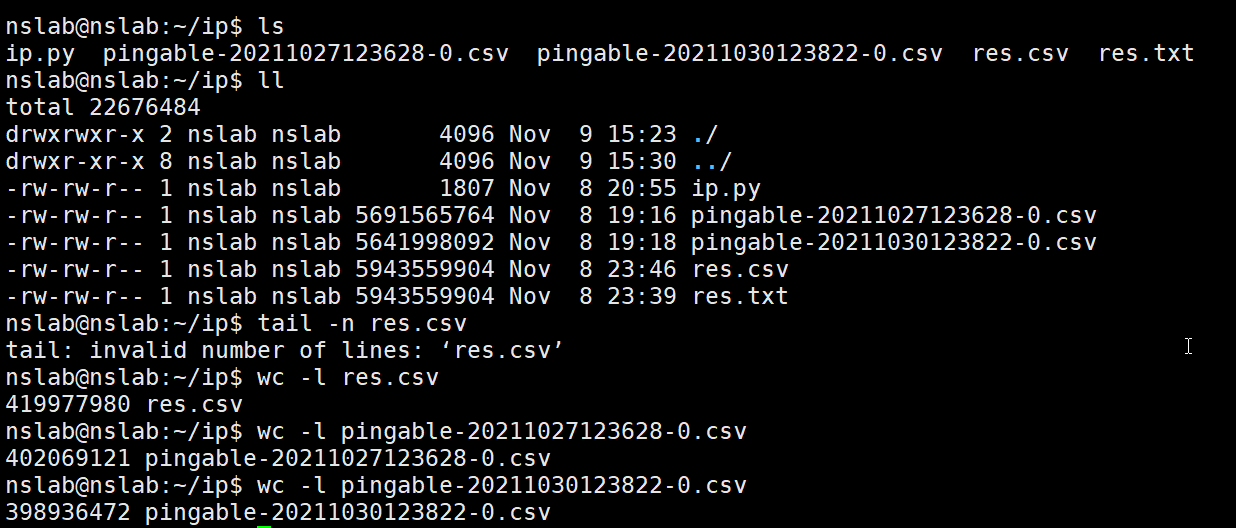 nslab@nslab:~/ip$ ls
ip.py  pingable-20211027123628-0.csv  pingable-20211030123822-0.csv  res.csv  res.txt
nslab@nslab:~/ip$ ll
total 22676484
drwxrwxr-x 2 nslab nslab       4096 Nov  9 15:23 ./
drwxr-xr-x 8 nslab nslab       4096 Nov  9 15:30 ../
-rw-rw-r-- 1 nslab nslab       1807 Nov  8 20:55 ip.py
-rw-rw-r-- 1 nslab nslab 5691565764 Nov  8 19:16 pingable-20211027123628-0.csv
-rw-rw-r-- 1 nslab nslab 5641998092 Nov  8 19:18 pingable-20211030123822-0.csv
-rw-rw-r-- 1 nslab nslab 5943559904 Nov  8 23:46 res.csv
-rw-rw-r-- 1 nslab nslab 5943559904 Nov  8 23:39 res.txt
nslab@nslab:~/ip$ tail -n res.csv
tail: invalid number of lines: ‘res.csv’
nslab@nslab:~/ip$ wc -l res.csv
419977980 res.csv
nslab@nslab:~/ip$ wc -l pingable-20211027123628-0.csv
402069121 pingable-20211027123628-0.csv
nslab@nslab:~/ip$ wc -l pingable-20211030123822-0.csv
398936472 pingable-20211030123822-0.csv